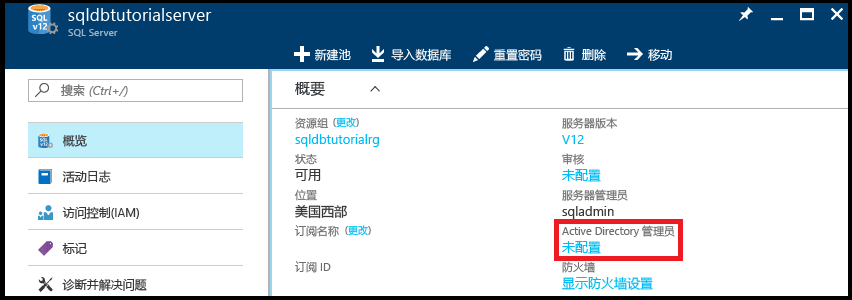 SQL
v12
sqldbtutorialserver
SQL Server
新建池 导入数据库 重置密码 删除 移动
搜索 (Ctrl+/)
概览
活动日志
访问控制(IAM)
标记
诊断并解决问题
概要
资源组 (更改) 服务器版本
sqldbtutorialrg V12
状态 审核
可用 未配置
位置 服务器管理员
美国西部 sqladmin
订阅名称 (更改) Active Directory 管理员
未配置
订阅 ID 防火墙
显示防火墙设置